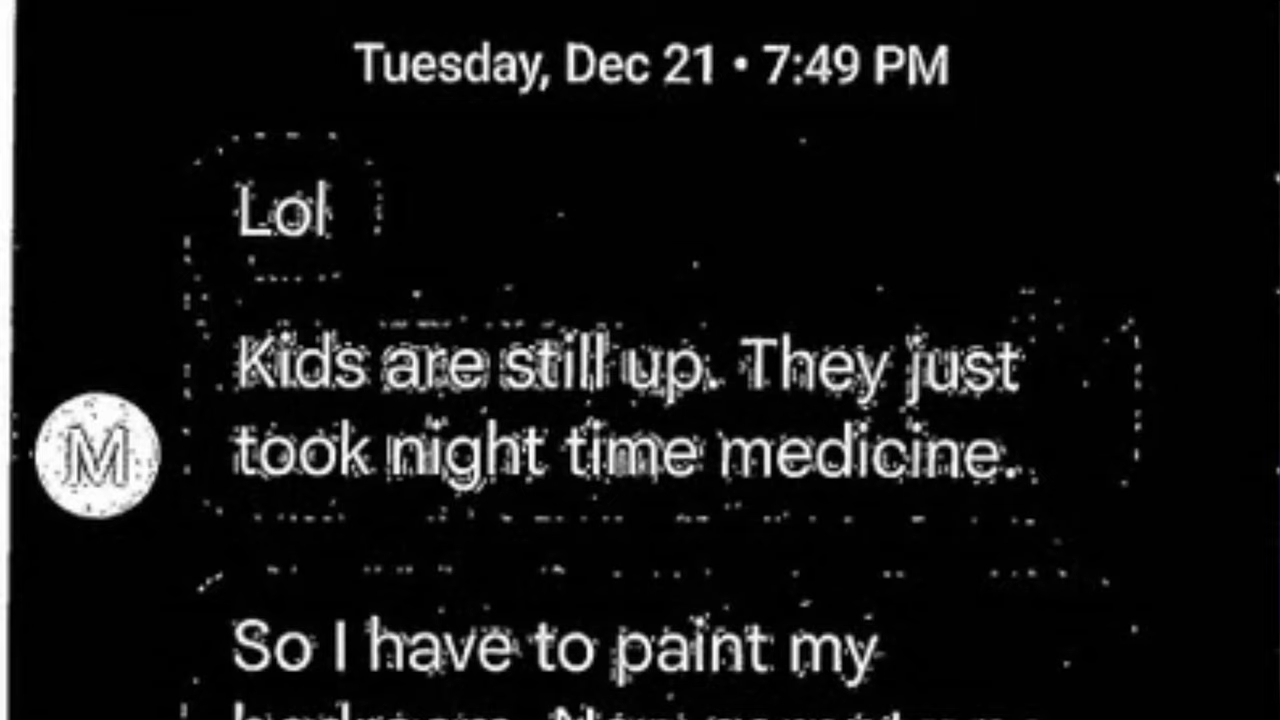 Tuesday, Dec 21 • 7:49 PM
Lol
Kids are still up. They just
took night time medicine.
M
So I have to paint my